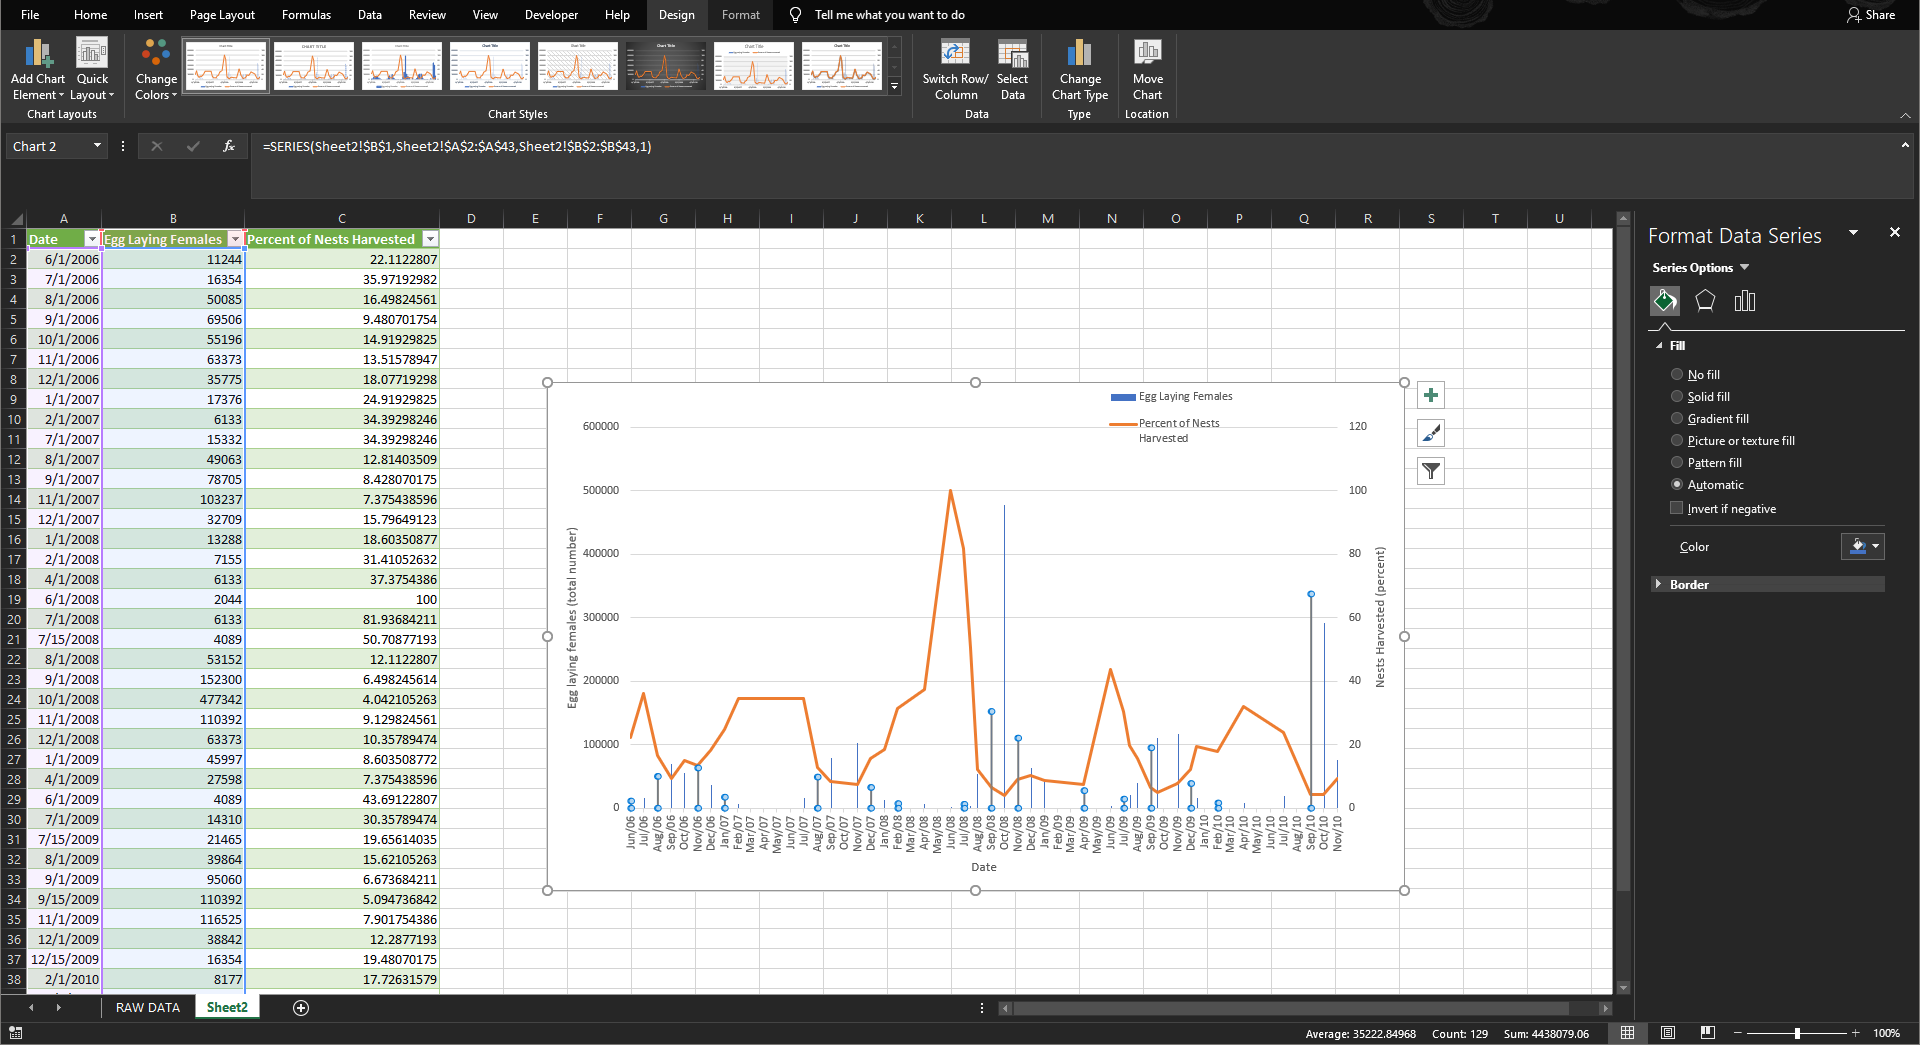 File Home Insert Page Layout Formulas Data Review View Developer Help Design Format Tell me what you want to do Share
Add Chart Element Quick Layout Change Colors Switch Row/ Column Select Data Change Chart Type Move Chart
Chart Layouts Chart Styles Data Type Location
Chart 2 fx =SERIES(Sheet2!$B$1,Sheet2!$A$2:$A$43,Sheet2!$B$2:$B$43,1)
A B C D E F G H I J K L M N O P Q R S T U
1 Date Egg Laying Females Percent of Nests Harvested
2 6/1/2006 11244 22.1122807
3 7/1/2006 16354 35.97192982
4 8/1/2006 50085 16.49824561
5 9/1/2006 69506 9.480701754
6 10/1/2006 55196 14.91929825
7 11/1/2006 63373 13.51578947
8 12/1/2006 35775 18.07719298
9 1/1/2007 17376 24.91929825
10 2/1/2007 6133 34.39298246
11 7/1/2007 15332 34.39298246
12 8/1/2007 49063 12.81403509
13 9/1/2007 78705 8.428070175
14 11/1/2007 103237 7.375438596
15 12/1/2007 32709 15.79649123
16 1/1/2008 13288 18.60350877
17 2/1/2008 7155 31.41052632
18 4/1/2008 6133 37.3754386
19 6/1/2008 2044 100
20 7/1/2008 6133 81.93684211
21 7/15/2008 4089 50.70877193
22 8/1/2008 53152 12.1122807
23 9/1/2008 152300 6.498245614
24 10/1/2008 477342 4.042105263
25 11/1/2008 110392 9.129824561
26 12/1/2008 63373 10.35789474
27 1/1/2009 45997 8.603508772
28 4/1/2009 27598 7.375438596
29 6/1/2009 4089 43.69122807
30 7/1/2009 14310 30.35789474
31 7/15/2009 21465 19.65614035
32 8/1/2009 39864 15.62105263
33 9/1/2009 95060 6.673684211
34 9/15/2009 110392 5.094736842
35 11/1/2009 116525 7.901754386
36 12/1/2009 38842 12.2877193
37 12/15/2009 16354 19.48070175
38 2/1/2010 8177 17.72631579
Egg Laying Females
Percent of Nests
Harvested
600000 120
500000 100
400000 80
300000 60
200000 40
100000 20
0 0
Egg laying females (total number)
Nests Harvested (percent)
Jun/06 Jul/06 Aug/06 Sep/06 Oct/06 Nov/06 Dec/06 Jan/07 Feb/07 Mar/07 Apr/07 May/07 Jun/07 Jul/07 Aug/07 Sep/07 Oct/07 Nov/07 Dec/07 Jan/08 Feb/08 Mar/08 Apr/08 May/08 Jun/08 Jul/08 Aug/08 Sep/08 Oct/08 Nov/08 Dec/08 Jan/09 Feb/09 Mar/09 Apr/09 May/09 Jun/09 Jul/09 Aug/09 Sep/09 Oct/09 Nov/09 Dec/09 Jan/10 Feb/10 Mar/10 Apr/10 May/10 Jun/10 Jul/10 Aug/10 Sep/10 Oct/10 Nov/10
Date
Format Data Series
Series Options
Fill
No fill
Solid fill
Gradient fill
Picture or texture fill
Pattern fill
Automatic
Invert if negative
Color
Border
RAW DATA Sheet2
Average: 35222.84968 Count: 129 Sum: 4438079.06 100%